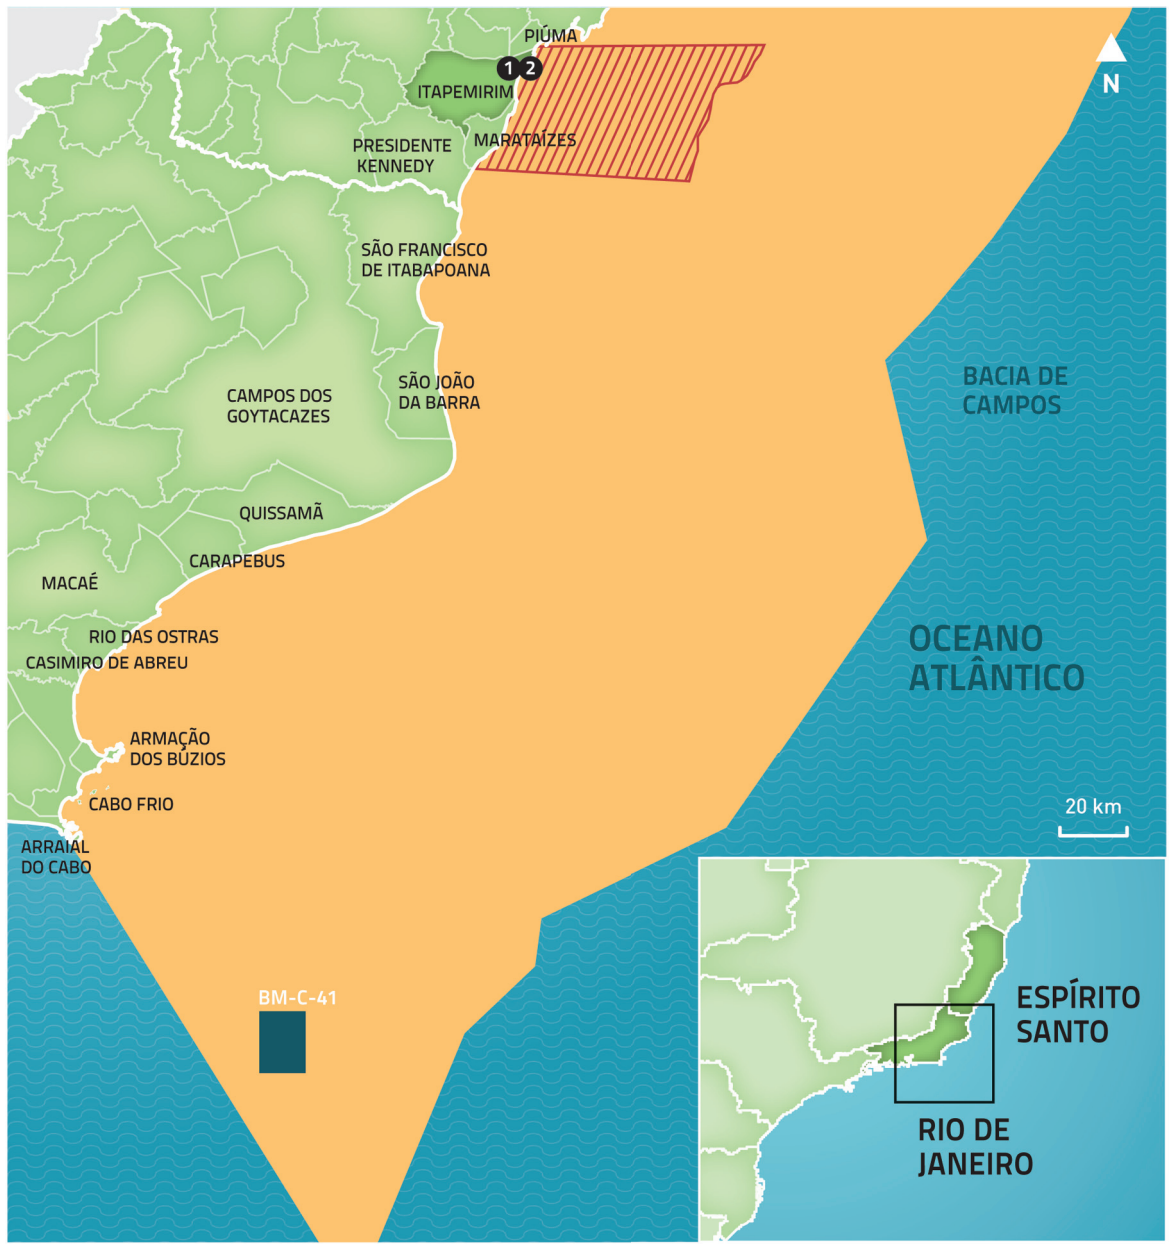 PIÚMA
N
1 2
ITAPEMIRIM
MARATAÍZES
PRESIDENTE
KENNEDY
SÃO FRANCISCO
DE ITABAPOANA
BACIA DE
CAMPOS
SÃO JOÃO
DA BARRA
CAMPOS DOS
GOYTACAZES
QUISSAMÃ
CARAPEBUS
MACAÉ
RIO DAS OSTRAS
OCEANO
ATLÂNTICO
CASIMIRO DE ABREU
ARMAÇÃO
DOS BÚZIOS
CABO FRIO
20 km
ARRAIAL
DO CABO
BM-C-41
ESPÍRITO
SANTO
RIO DE
JANEIRO